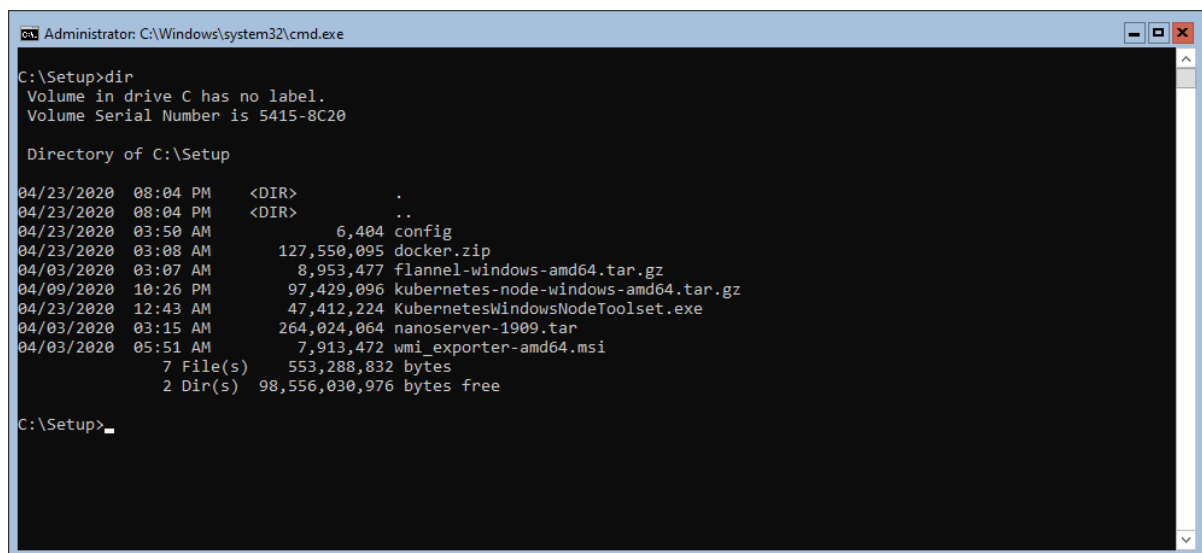 Administrator: C:\Windows\system32\cmd.exe
C:\Setup>dir
 Volume in drive C has no label.
 Volume Serial Number is 5415-8C20
 Directory of C:\Setup
04/23/2020  08:04 PM    <DIR>          .
04/23/2020  08:04 PM    <DIR>          ..
04/23/2020  03:50 AM             6,404 config
04/23/2020  03:08 AM       127,550,095 docker.zip
04/03/2020  03:07 AM         8,953,477 flannel-windows-amd64.tar.gz
04/09/2020  10:26 PM        97,429,096 kubernetes-node-windows-amd64.tar.gz
04/23/2020  12:43 AM        47,412,224 KubernetesWindowsNodeToolset.exe
04/03/2020  03:15 AM       264,024,064 nanoserver-1909.tar
04/03/2020  05:51 AM         7,913,472 wmi_exporter-amd64.msi
               7 File(s)    553,288,832 bytes
               2 Dir(s)  98,556,030,976 bytes free
C:\Setup>